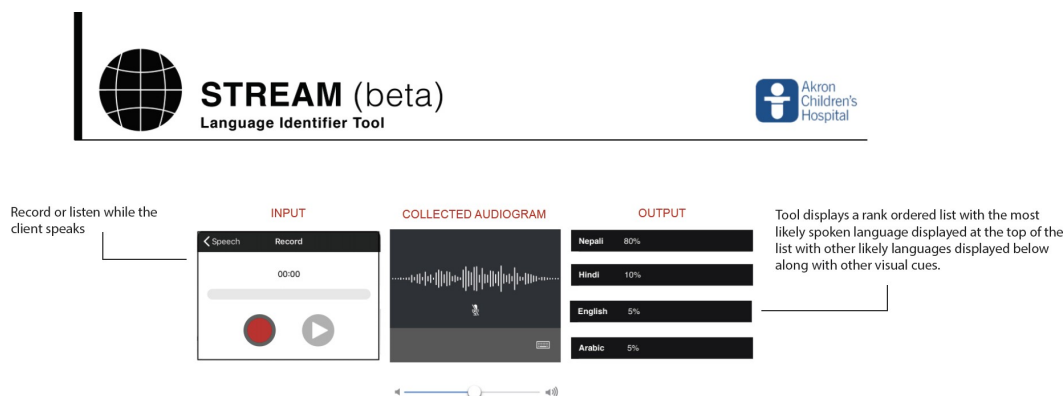 STREAM (beta)
Language Identifier Tool
Akron
Children's
Hospital
Record or listen while the
client speaks
INPUT
Speech Record
00:00
COLLECTED AUDIOGRAM
OUTPUT
Nepali 80%
Hindi 10%
English 5%
Arabic 5%
Tool displays a rank ordered list with the most
likely spoken language displayed at the top of the
list with other likely languages displayed below
along with other visual cues.